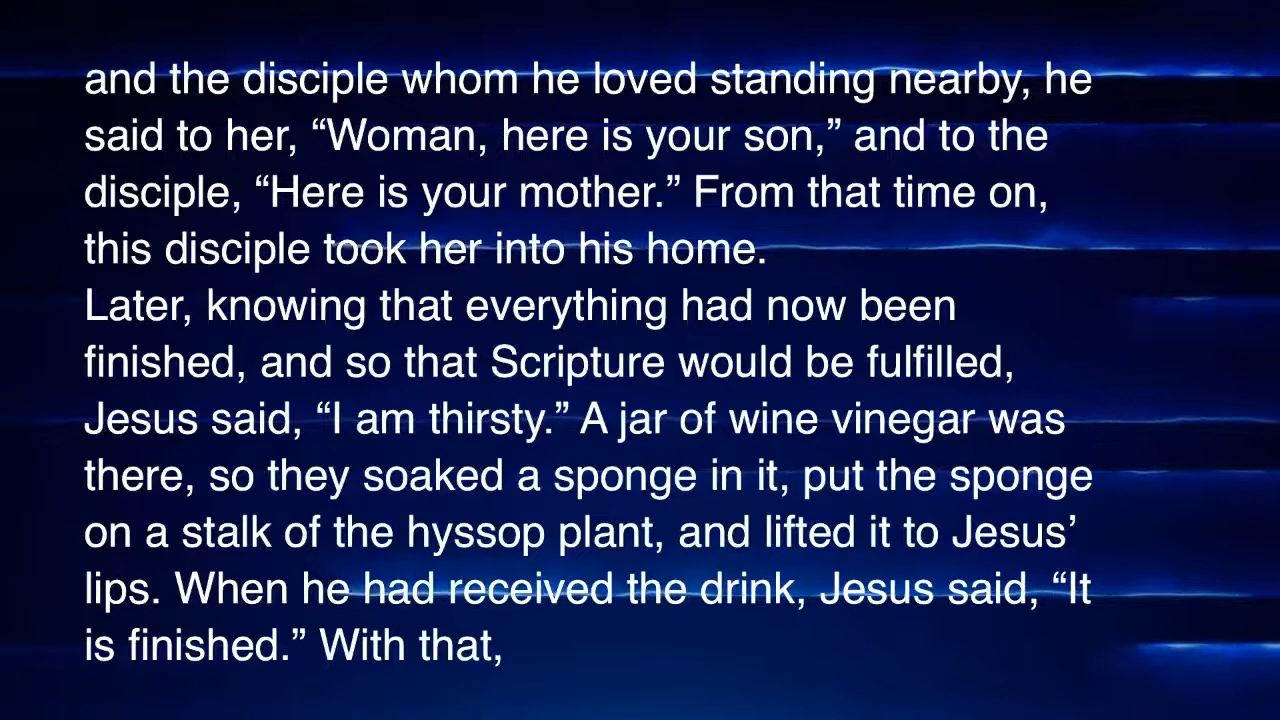 and the disciple whom he loved standing nearby, he
said to her, “Woman, here is your son,” and to the
disciple, “Here is your mother.” From that time on,
this disciple took her into his home.
Later, knowing that everything had now been
finished, and so that Scripture would be fulfilled,
Jesus said, “I am thirsty.” A jar of wine vinegar was
there, so they soaked a sponge in it, put the sponge
on a stalk of the hyssop plant, and lifted it to Jesus’
lips. When he had received the drink, Jesus said, “It
is finished.” With that,